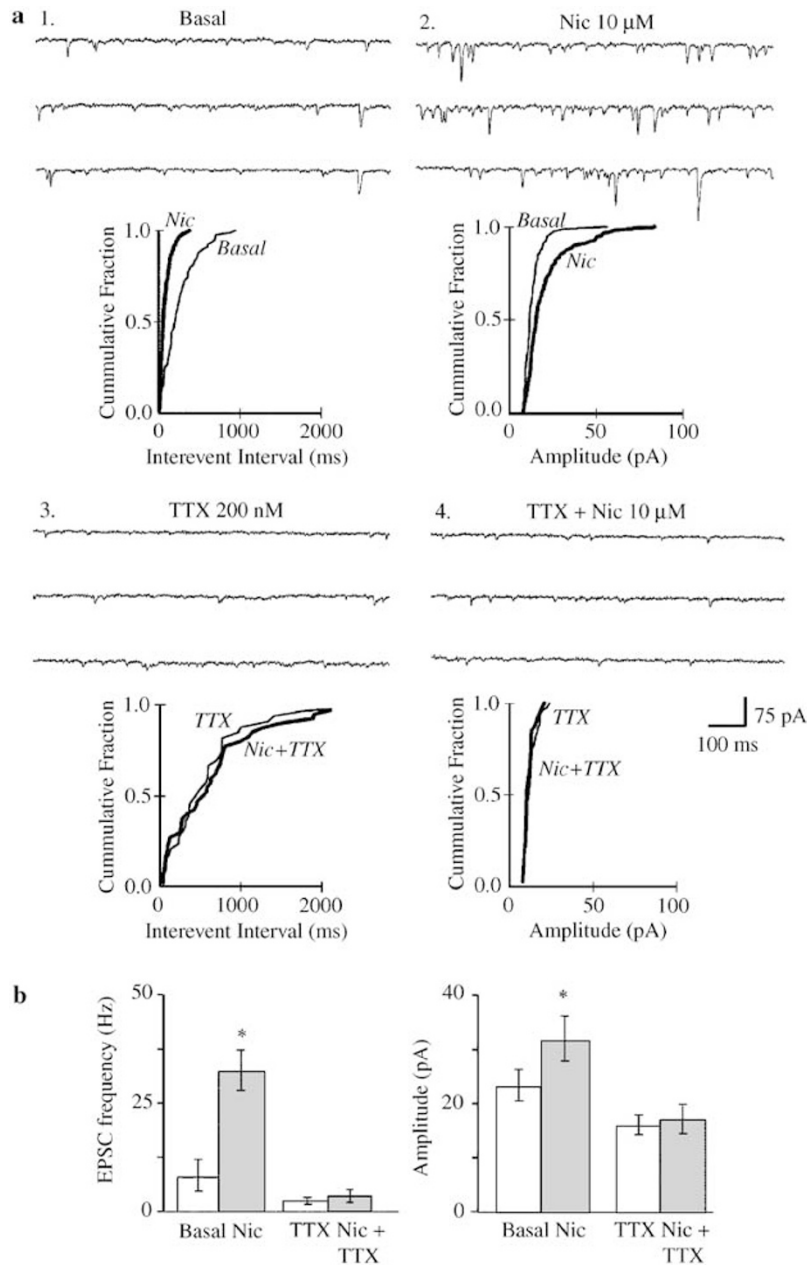 a 1. Basal
2. Nic 10 µM
Cummulative Fraction
1.0
0.5
0.0
Nic
Basal
0 1000 2000
Interevent Interval (ms)
Cummulative Fraction
1.0
0.5
0.0
Basal
Nic
0 50 100
Amplitude (pA)
3. TTX 200 nM
4. TTX + Nic 10 µM
Cummulative Fraction
1.0
0.5
0.0
TTX
Nic+TTX
0 1000 2000
Interevent Interval (ms)
Cummulative Fraction
1.0
0.5
0.0
TTX
Nic+TTX
0 50 100
Amplitude (pA)
75 pA
100 ms
b
EPSC frequency (Hz)
50
25
0
*
Basal Nic TTX Nic +
TTX
Amplitude (pA)
40
20
0
*
Basal Nic TTX Nic +
TTX